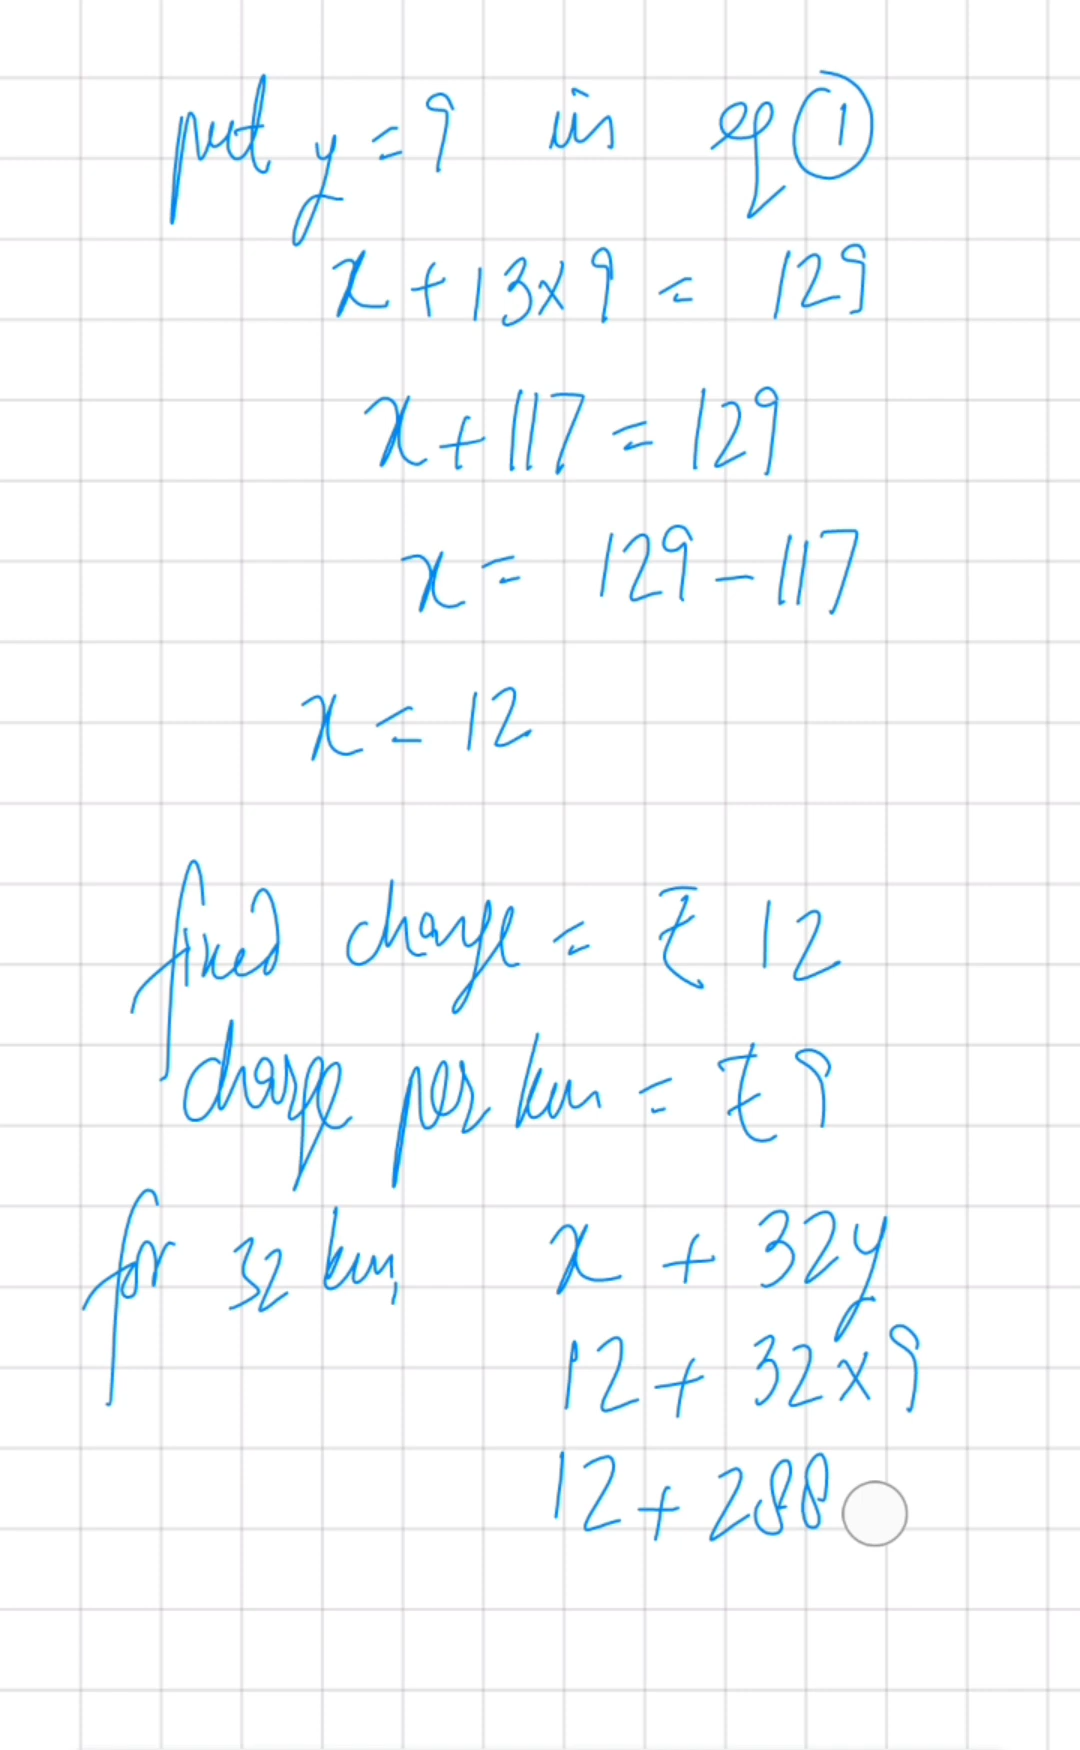 put y = 9 in eq ①
x + 13 x 9 = 129
x + 117 = 129
x = 129 - 117
x = 12
fixed charge = ₹ 12
charge per km = ₹ 9
for 32 km, x + 32y
12 + 32 x 9
12 + 288